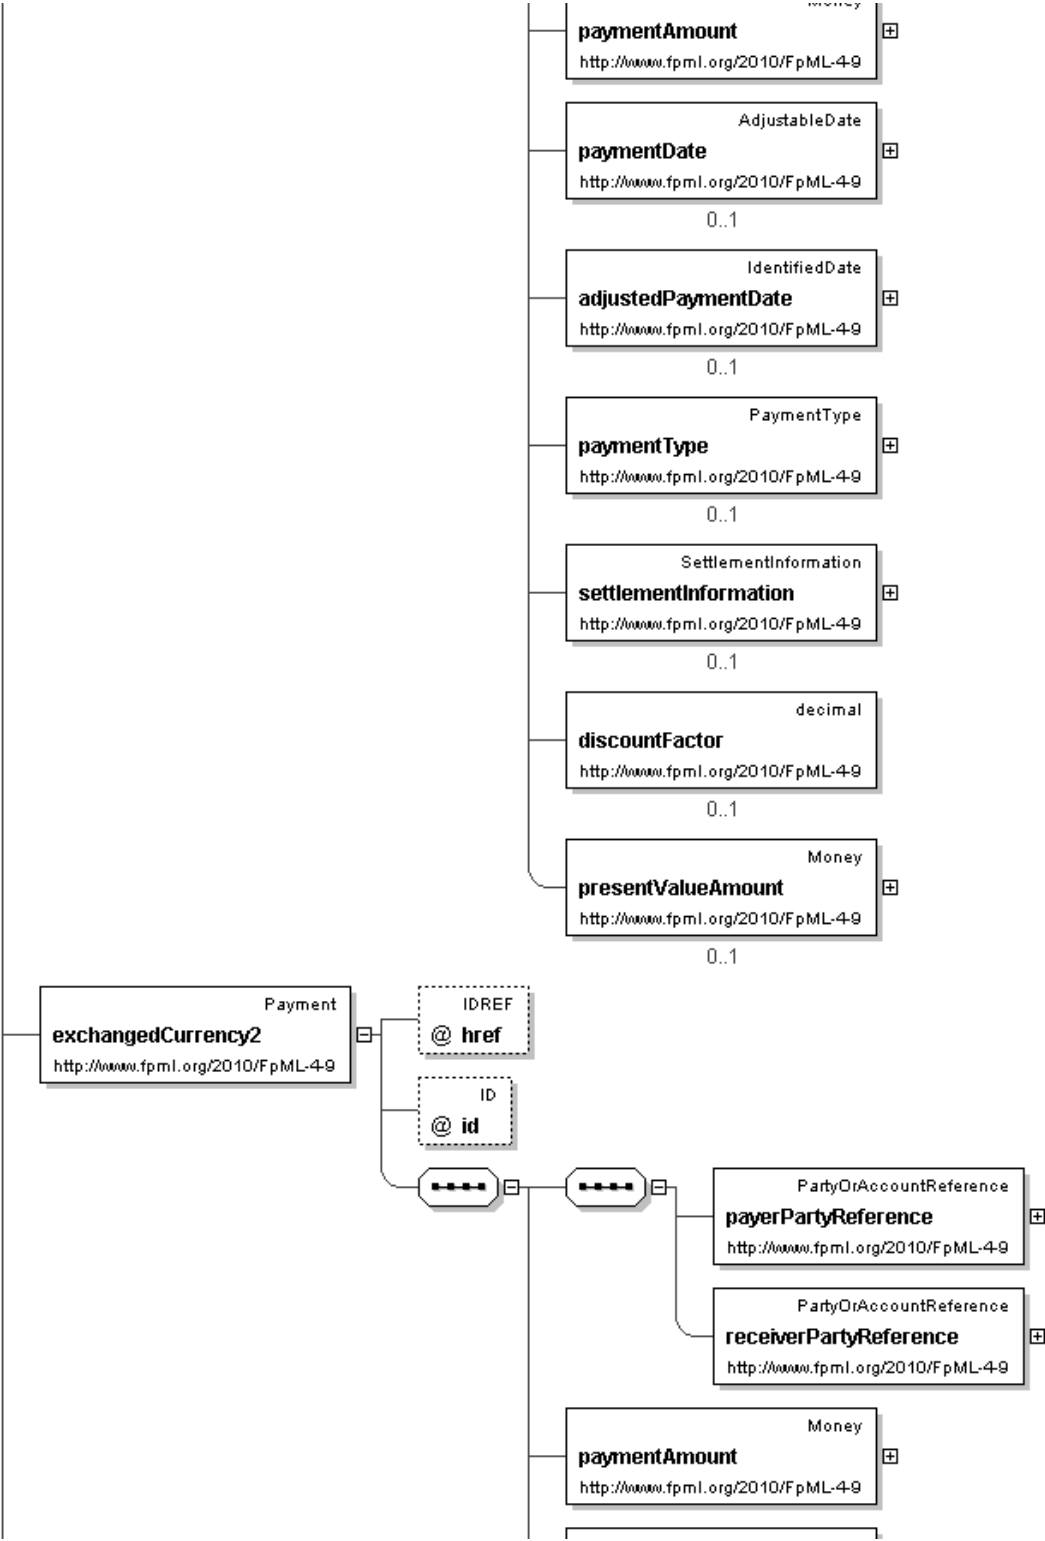 paymentAmount
http://www.fpml.org/2010/FpML-4-9
AdjustableDate
paymentDate
http://www.fpml.org/2010/FpML-4-9
0..1
IdentifiedDate
adjustedPaymentDate
http://www.fpml.org/2010/FpML-4-9
0..1
PaymentType
paymentType
http://www.fpml.org/2010/FpML-4-9
0..1
SettlementInformation
settlementInformation
http://www.fpml.org/2010/FpML-4-9
0..1
decimal
discountFactor
http://www.fpml.org/2010/FpML-4-9
0..1
Money
presentValueAmount
http://www.fpml.org/2010/FpML-4-9
0..1
Payment
exchangedCurrency2
http://www.fpml.org/2010/FpML-4-9
IDREF
@ href
ID
@ id
PartyOrAccountReference
payerPartyReference
http://www.fpml.org/2010/FpML-4-9
PartyOrAccountReference
receiverPartyReference
http://www.fpml.org/2010/FpML-4-9
Money
paymentAmount
http://www.fpml.org/2010/FpML-4-9